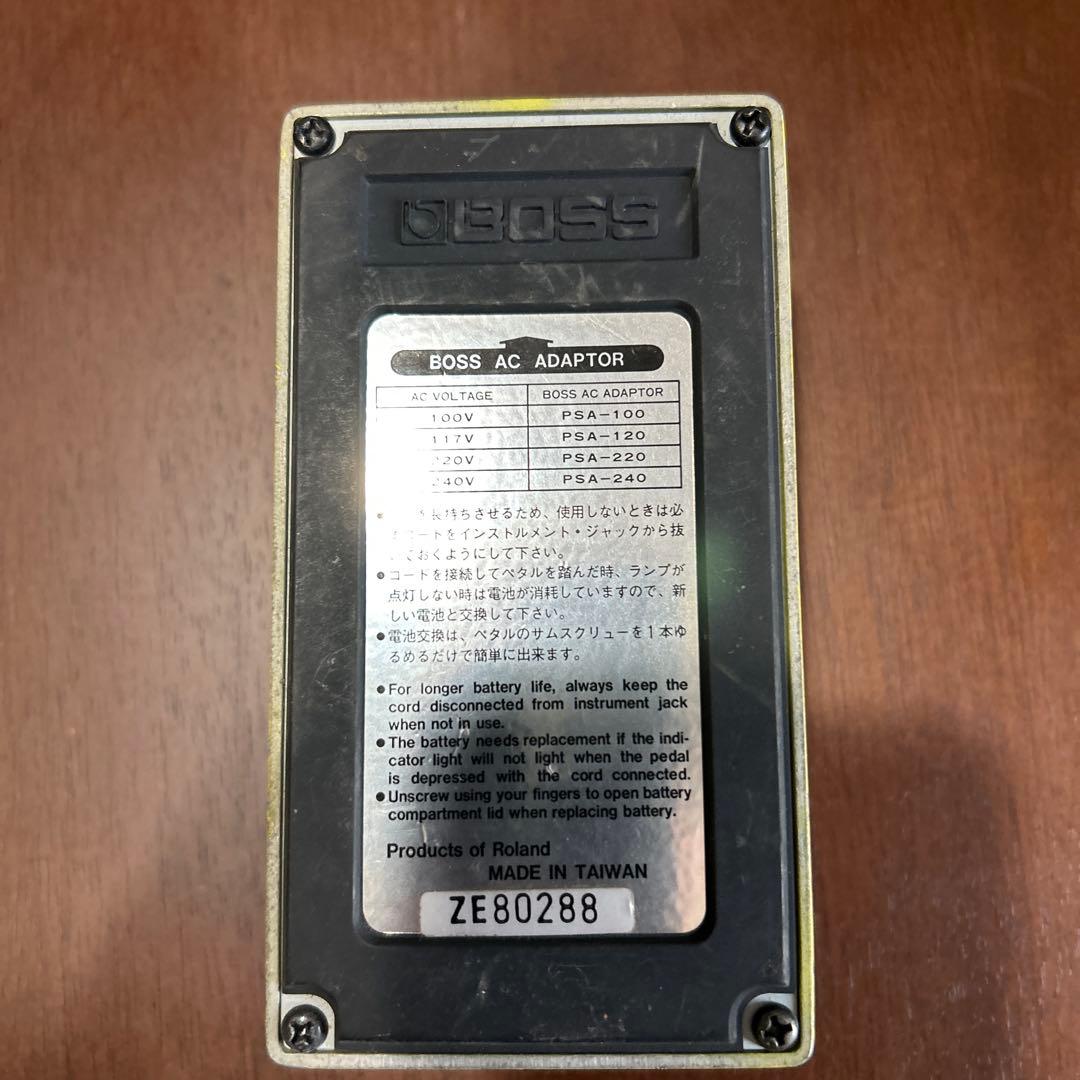 BOSS
BOSS AC ADAPTOR
AC VOLTAGE BOSS AC ADAPTOR
100V PSA-100
117V PSA-120
220V PSA-220
240V PSA-240
長持ちさせるため、使用しないときは必
コードをインストルメント・ジャックから抜
ておくようにして下さい。
●コードを接続してペタルを踏んだ時、ランプが
点灯しない時は電池が消耗していますので、新
しい電池と交換して下さい。
●電池交換は、ペタルのサムスクリューを1本ゆ
るめるだけで簡単に出来ます。
●For longer battery life, always keep the
cord disconnected from instrument jack
when not in use.
●The battery needs replacement if the indi-
cator light will not light when the pedal
is depressed with the cord connected.
●Unscrew using your fingers to open battery
compartment lid when replacing battery.
Products of Roland
MADE IN TAIWAN
ZE80288